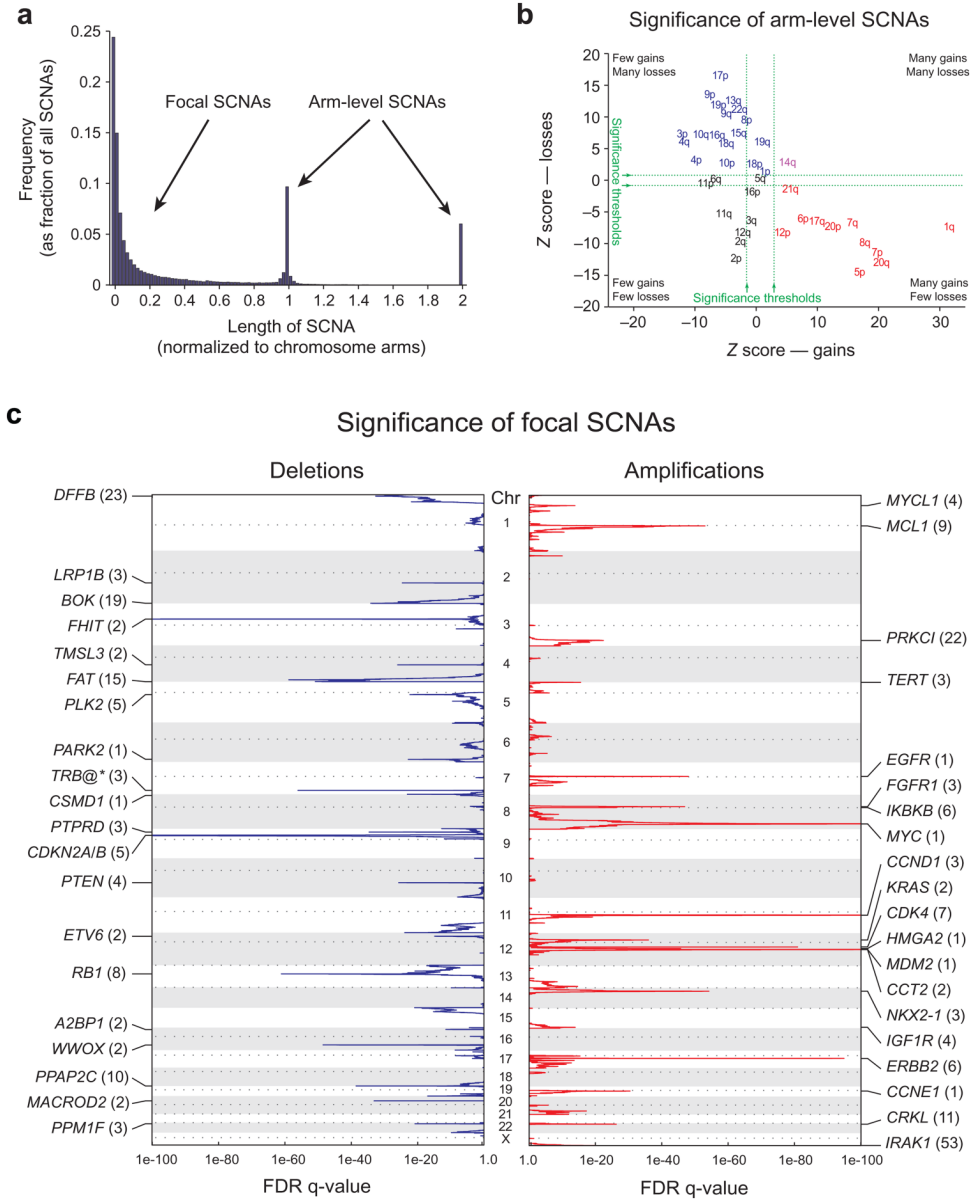 a
0.25
0.2
0.15
0.1
0.05
0
Frequency
(as fraction of all SCNAs)
Focal SCNAs
Arm-level SCNAs
0 0.2 0.4 0.6 0.8 1 1.2 1.4 1.6 1.8 2
Length of SCNA
(normalized to chromosome arms)
b
Significance of arm-level SCNAs
Few gains
Many losses
Many gains
Many losses
20
15
10
5
0
−5
−10
−15
−20
Z score — losses
Significance
thresholds
17p
9p
13q
19p
22q
9q
8p
3p
10q
16q
15q
4q
18q
19q
4p
10p
18p
14q
1p
11p
6q
5q
16p
21q
11q
3q
6p
17q
7q
12q
12p
20p
1q
2q
8q
2p
7p
20q
5p
Few gains
Few losses
Significance thresholds
Many gains
Few losses
−20 −10 0 10 20 30
Z score — gains
c
Significance of focal SCNAs
Deletions
Amplifications
Chr
DFFB (23)
LRP1B (3)
BOK (19)
FHIT (2)
TMSL3 (2)
FAT (15)
PLK2 (5)
PARK2 (1)
TRB@* (3)
CSMD1 (1)
PTPRD (3)
CDKN2A/B (5)
PTEN (4)
ETV6 (2)
RB1 (8)
A2BP1 (2)
WWOX (2)
PPAP2C (10)
MACROD2 (2)
PPM1F (3)
1
2
3
4
5
6
7
8
9
10
11
12
13
14
15
16
17
18
19
20
21
22
X
MYCL1 (4)
MCL1 (9)
PRKCI (22)
TERT (3)
EGFR (1)
FGFR1 (3)
IKBKB (6)
MYC (1)
CCND1 (3)
KRAS (2)
CDK4 (7)
HMGA2 (1)
MDM2 (1)
CCT2 (2)
NKX2-1 (3)
IGF1R (4)
ERBB2 (6)
CCNE1 (1)
CRKL (11)
IRAK1 (53)
1e-100 1e-80 1e-60 1e-40 1e-20 1.0
1.0 1e-20 1e-40 1e-60 1e-80 1e-100
FDR q-value
FDR q-value